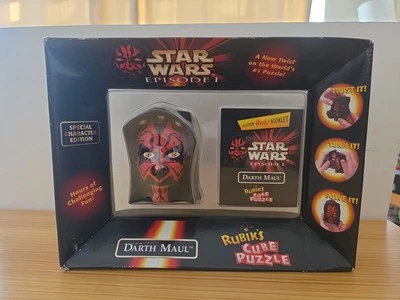 STAR
WARS
EPISODE I
A New Twist
on the World's
#1 Puzzle!
TWIST IT!
SPECIAL
CHARACTER
EDITION
STAR
WARS
EPISODE I
DARTH MAUL
RUBIK'S
CUBE PUZZLE
TURN IT!
SOLVE IT!
Hours of
Challenging
Fun!
DARTH MAUL™
RUBIK'S
CUBE
PUZZLE